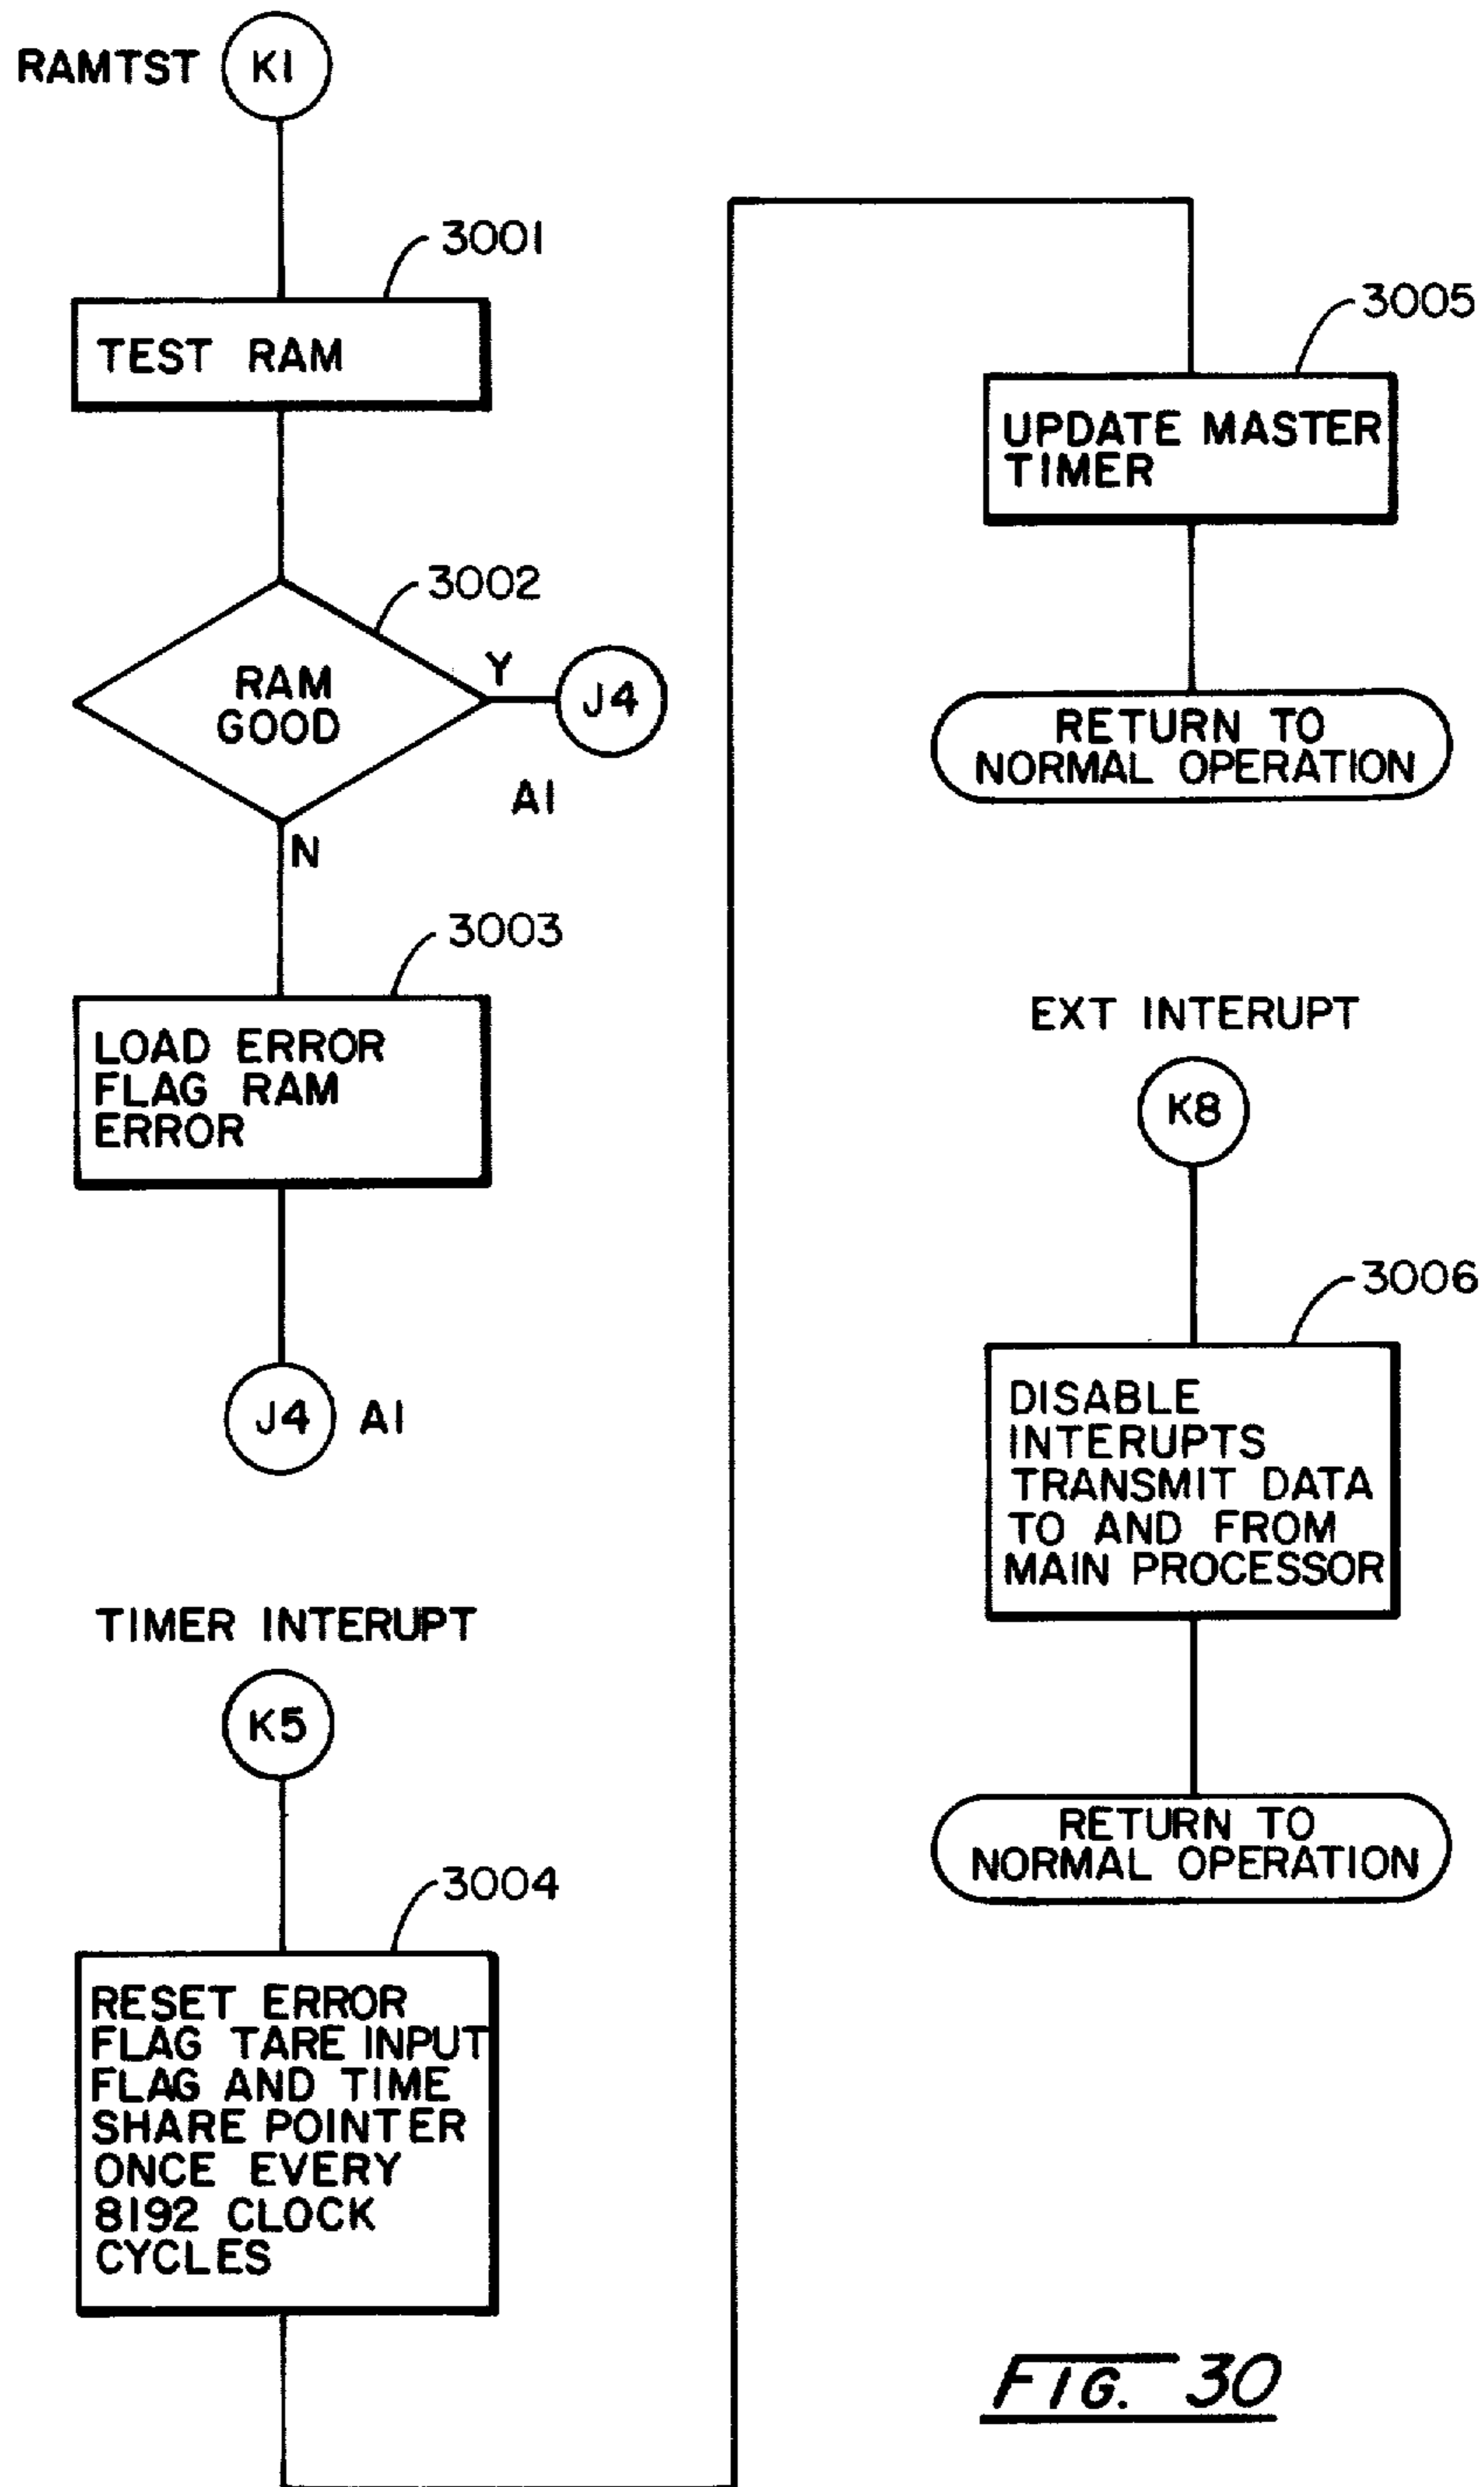 RAMTST K1
3001
TEST RAM
3002
RAM
GOOD
Y
J4
A1
N
3003
LOAD ERROR
FLAG RAM
ERROR
J4 A1
TIMER INTERUPT
K5
3004
RESET ERROR
FLAG TARE INPUT
FLAG AND TIME
SHARE POINTER
ONCE EVERY
8192 CLOCK
CYCLES
3005
UPDATE MASTER
TIMER
RETURN TO
NORMAL OPERATION
EXT INTERUPT
K8
3006
DISABLE
INTERUPTS
TRANSMIT DATA
TO AND FROM
MAIN PROCESSOR
RETURN TO
NORMAL OPERATION
FIG. 30